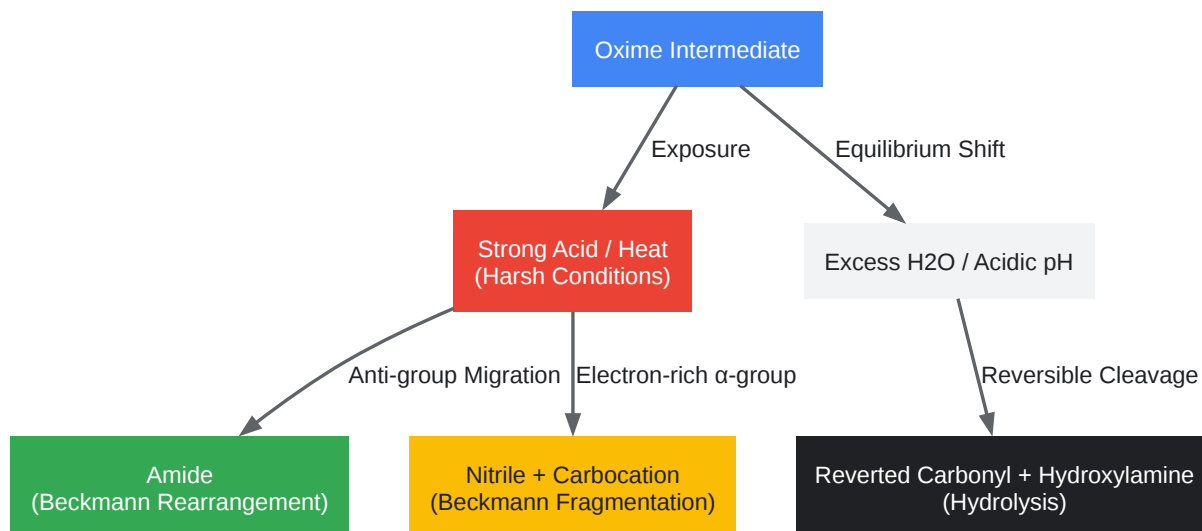 Oxime Intermediate
Exposure
Equilibrium Shift
Strong Acid / Heat
(Harsh Conditions)
Excess H2O / Acidic pH
Anti-group Migration
Electron-rich α-group
Reversible Cleavage
Amide
(Beckmann Rearrangement)
Nitrile + Carbocation
(Beckmann Fragmentation)
Reverted Carbonyl + Hydroxylamine
(Hydrolysis)